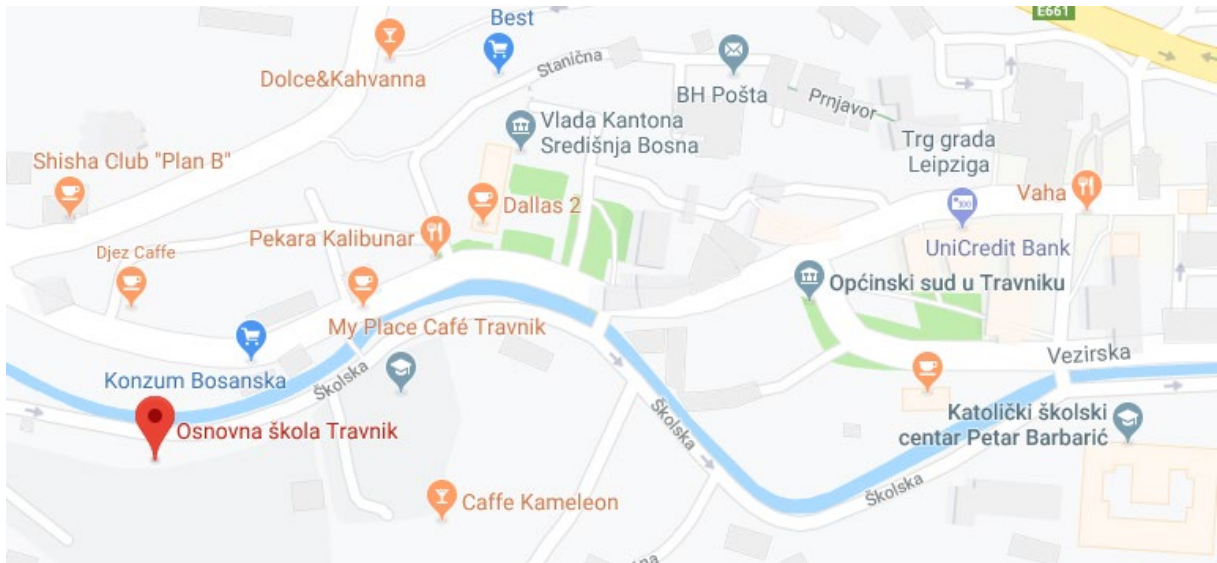 E661
Best
Dolce&Kahvanna
Stanična
BH Pošta
Prnjavor
Vlada Kantona
Središnja Bosna
Trg grada
Leipziga
Shisha Club "Plan B"
Vaha
Dallas 2
Pekara Kalibunar
UniCredit Bank
Djez Caffe
Općinski sud u Travniku
My Place Café Travnik
Vezirska
Konzum Bosanska
Školska
Osnovna škola Travnik
Školska
Katolički školski
centar Petar Barbarić
Školska
Caffe Kameleon